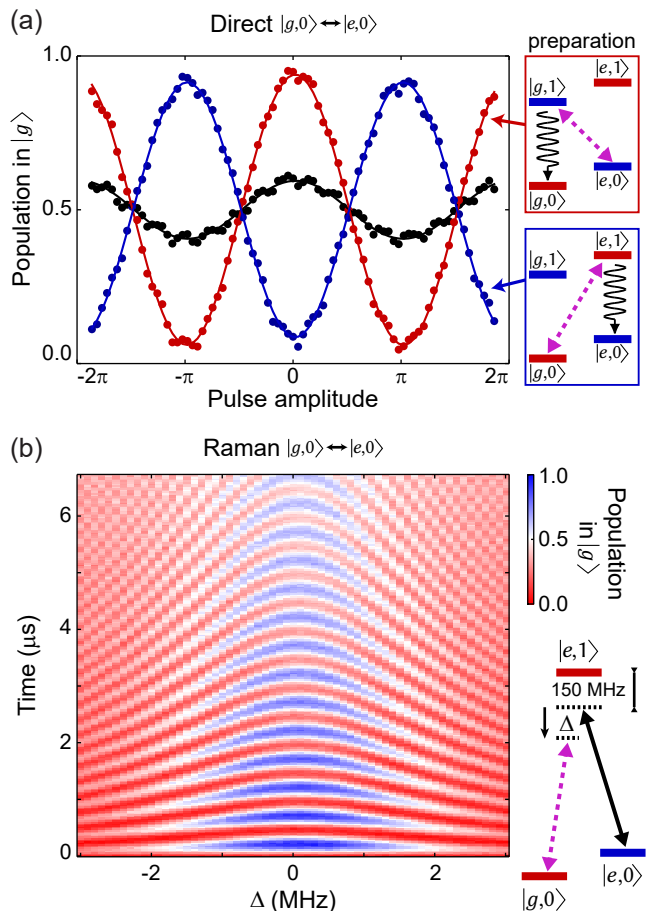 (a)
Direct |g,0⟩↔|e,0⟩
Population in |g⟩
1.0
0.5
0.0
-2π
-π
0
π
2π
Pulse amplitude
preparation
|e,1⟩
|g,1⟩
|e,0⟩
|g,0⟩
|e,1⟩
|g,1⟩
|e,0⟩
|g,0⟩
(b)
Raman |g,0⟩↔|e,0⟩
Time (μs)
6
4
2
0
-2
0
2
Δ (MHz)
1.0
0.5
0.0
Population
in |g⟩
|e,1⟩
150 MHz
Δ
|e,0⟩
|g,0⟩